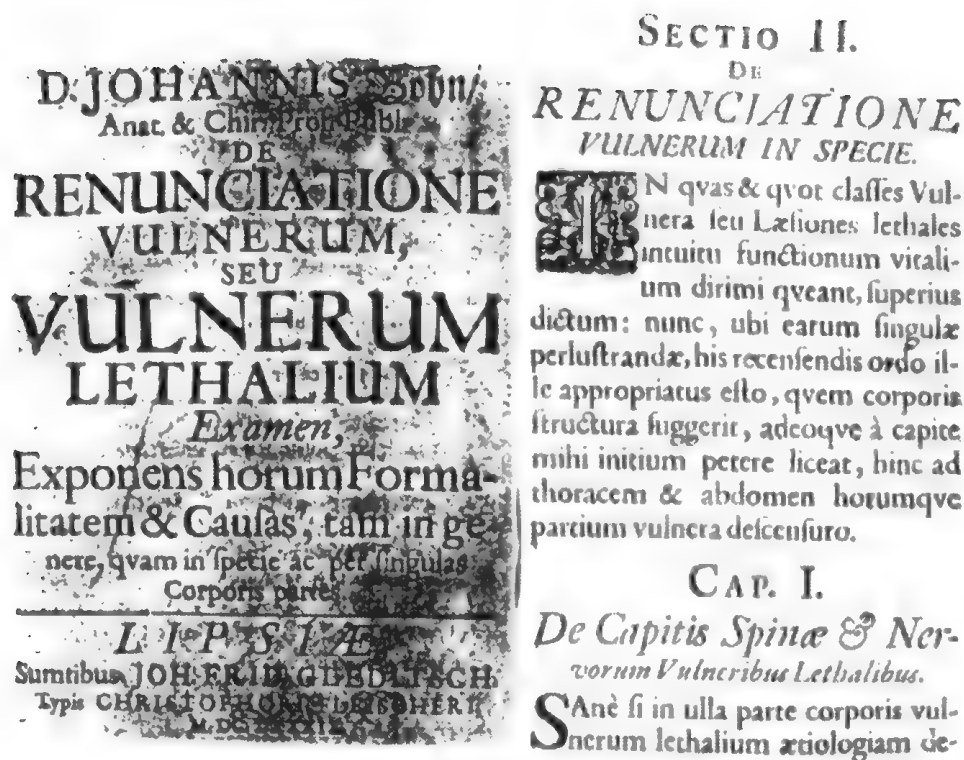 D. JOHANNIS Bohn/
Anat. & Chir. Prof. Publ.
DE
RENUNCIATIONE
VULNERUM,
SEU
VULNERUM
LETHALIUM
Examen,
Exponens horum Forma-
litatem & Cauſas, tam in ge
nere, qvam in ſpecie ac per ſingulas
Corporis partes
LIPSIÆ
Sumtibus JOH. FRID. GLEDITSCH.
Typis CHRISTOPHORI FLEISCHERI
SECTIO II.
DE
RENUNCIATIONE
VULNERUM IN SPECIE.
IN qvas & qvot claſſes Vul-
nera ſeu Læſiones lethales
intuitu functionum vitali-
um dirimi qveant, ſuperius
dictum: nunc, ubi earum ſingulæ
perluſtrandæ, his recenſendis ordo il-
le appropriatus eſto, qvem corporis
ſtructura ſuggerit, adeoqve à capite
mihi initium petere liceat, hinc ad
thoracem & abdomen horumqve
partium vulnera deſcenſuro.
CAP. I.
De Capitis Spinæ & Ner-
vorum Vulneribus Lethalibus.
SAnè ſi in ulla parte corporis vul-
nerum lethalium ætiologiam de-